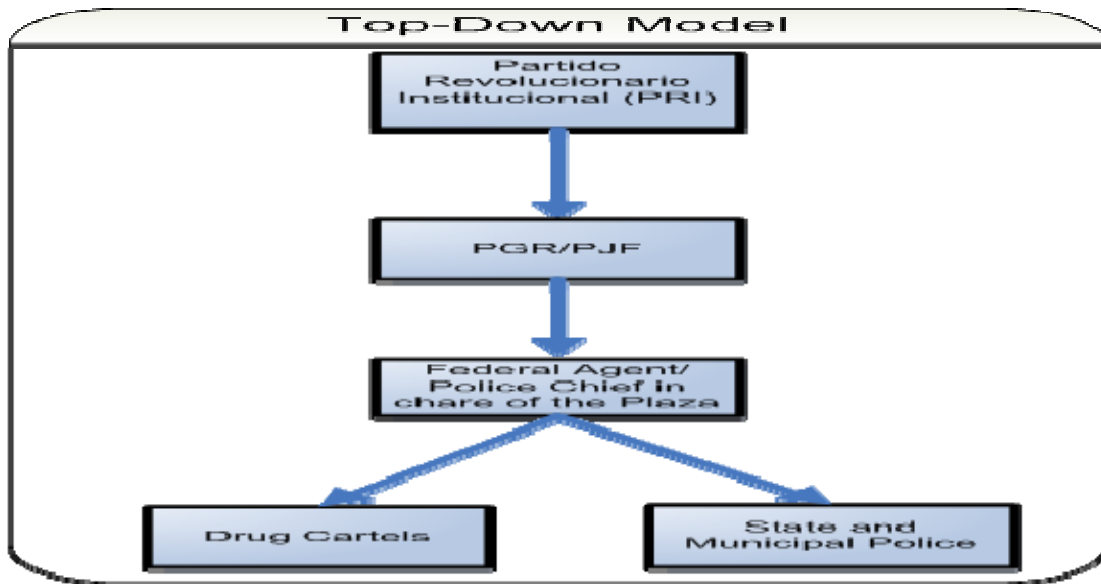 Top-Down Model
Partido
Revolucionario
Institucional (PRI)
PGR/PJF
Federal Agent/
Police Chief in
chare of the Plaza
Drug Cartels
State and
Municipal Police